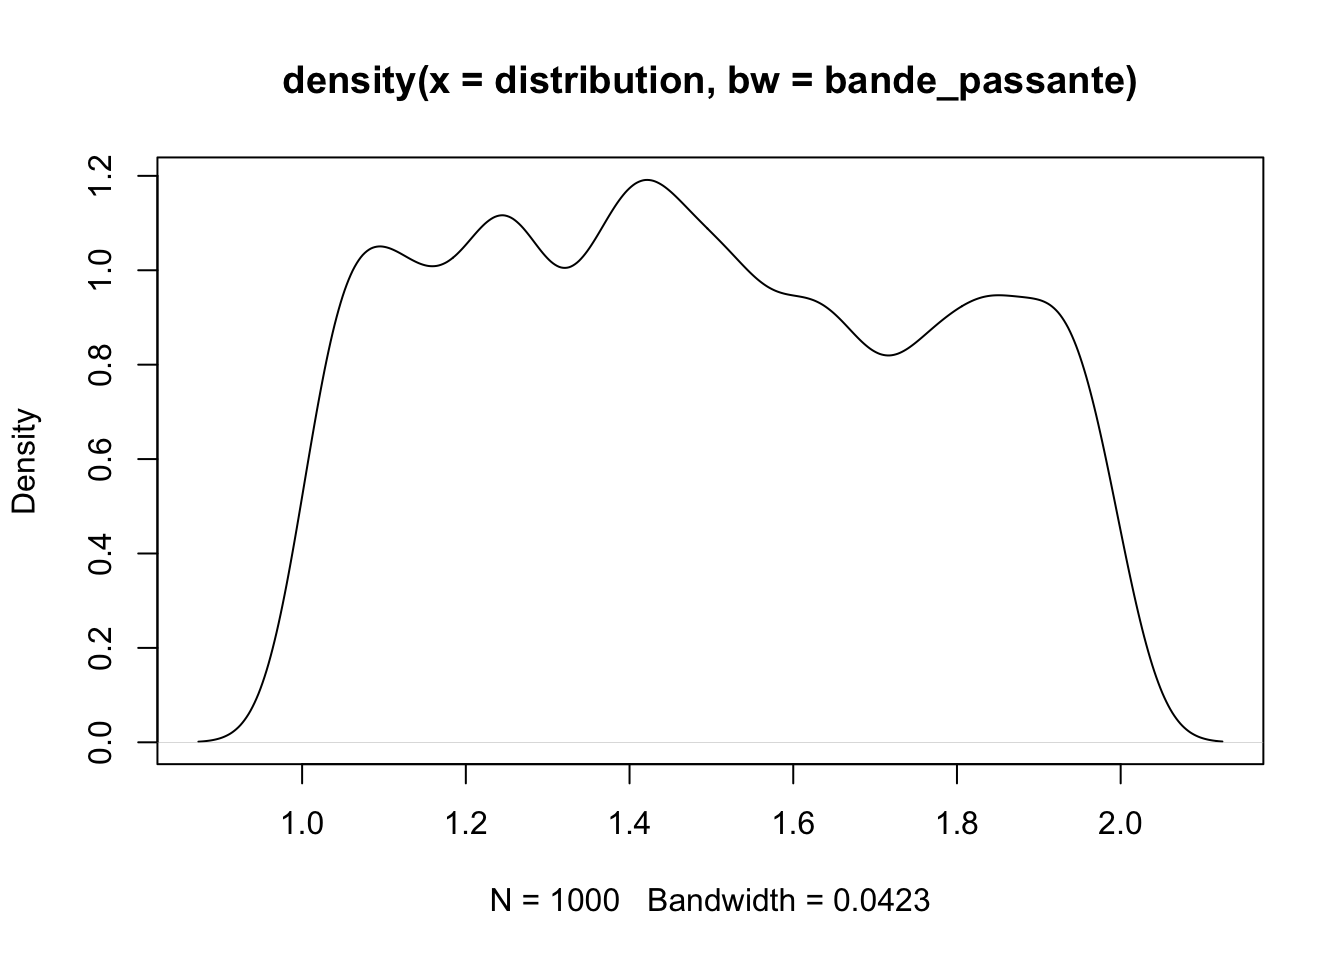 density(x = distribution, bw = bande_passante)
Density
1.2
1.0
0.8
0.6
0.4
0.2
0.0
1.0 1.2 1.4 1.6 1.8 2.0
N = 1000 Bandwidth = 0.0423